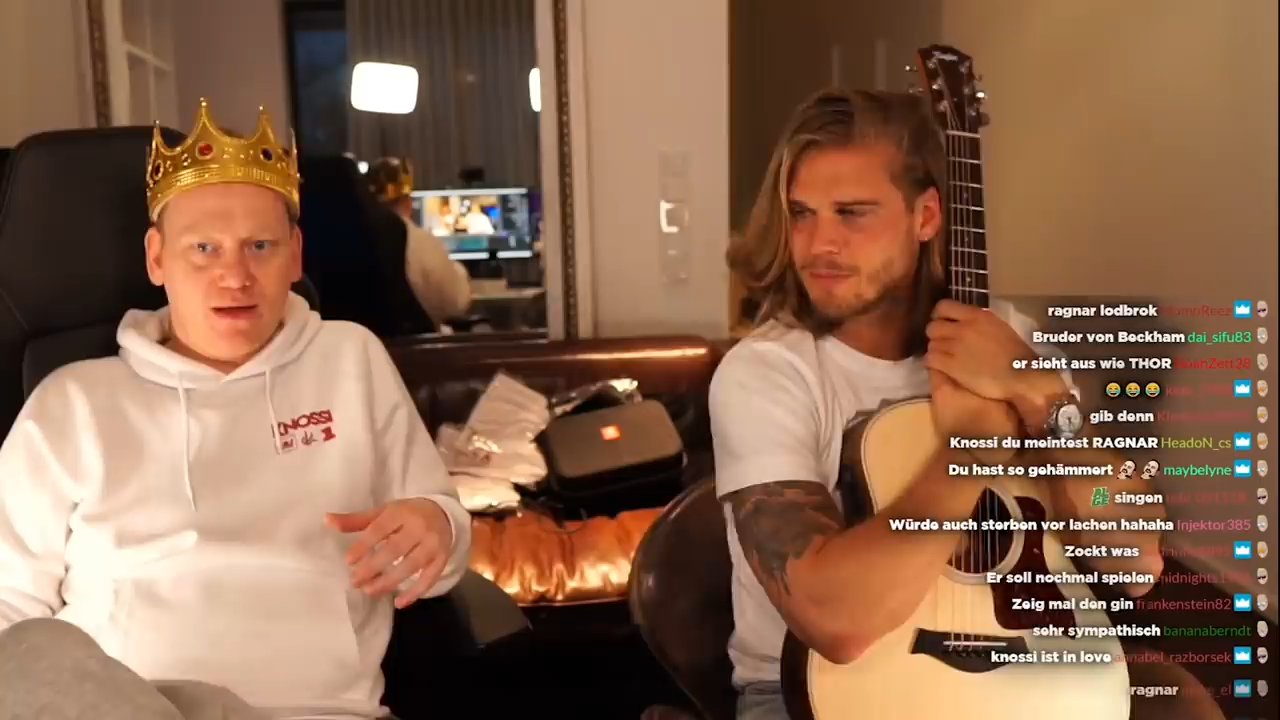 KNOSSI
ragnar lodbrok
Bruder von Beckham dai_sifu83
er sieht aus wie THOR
gib denn
Knossi du meintest RAGNAR HeadoN_cs
Du hast so gehämmert maybelyne
singen
Würde auch sterben vor lachen hahaha Injektor385
Zockt was
Er soll nochmal spielen
Zeig mal den gin frankenstein82
sehr sympathisch bananaberndt
knossi ist in love
ragnar